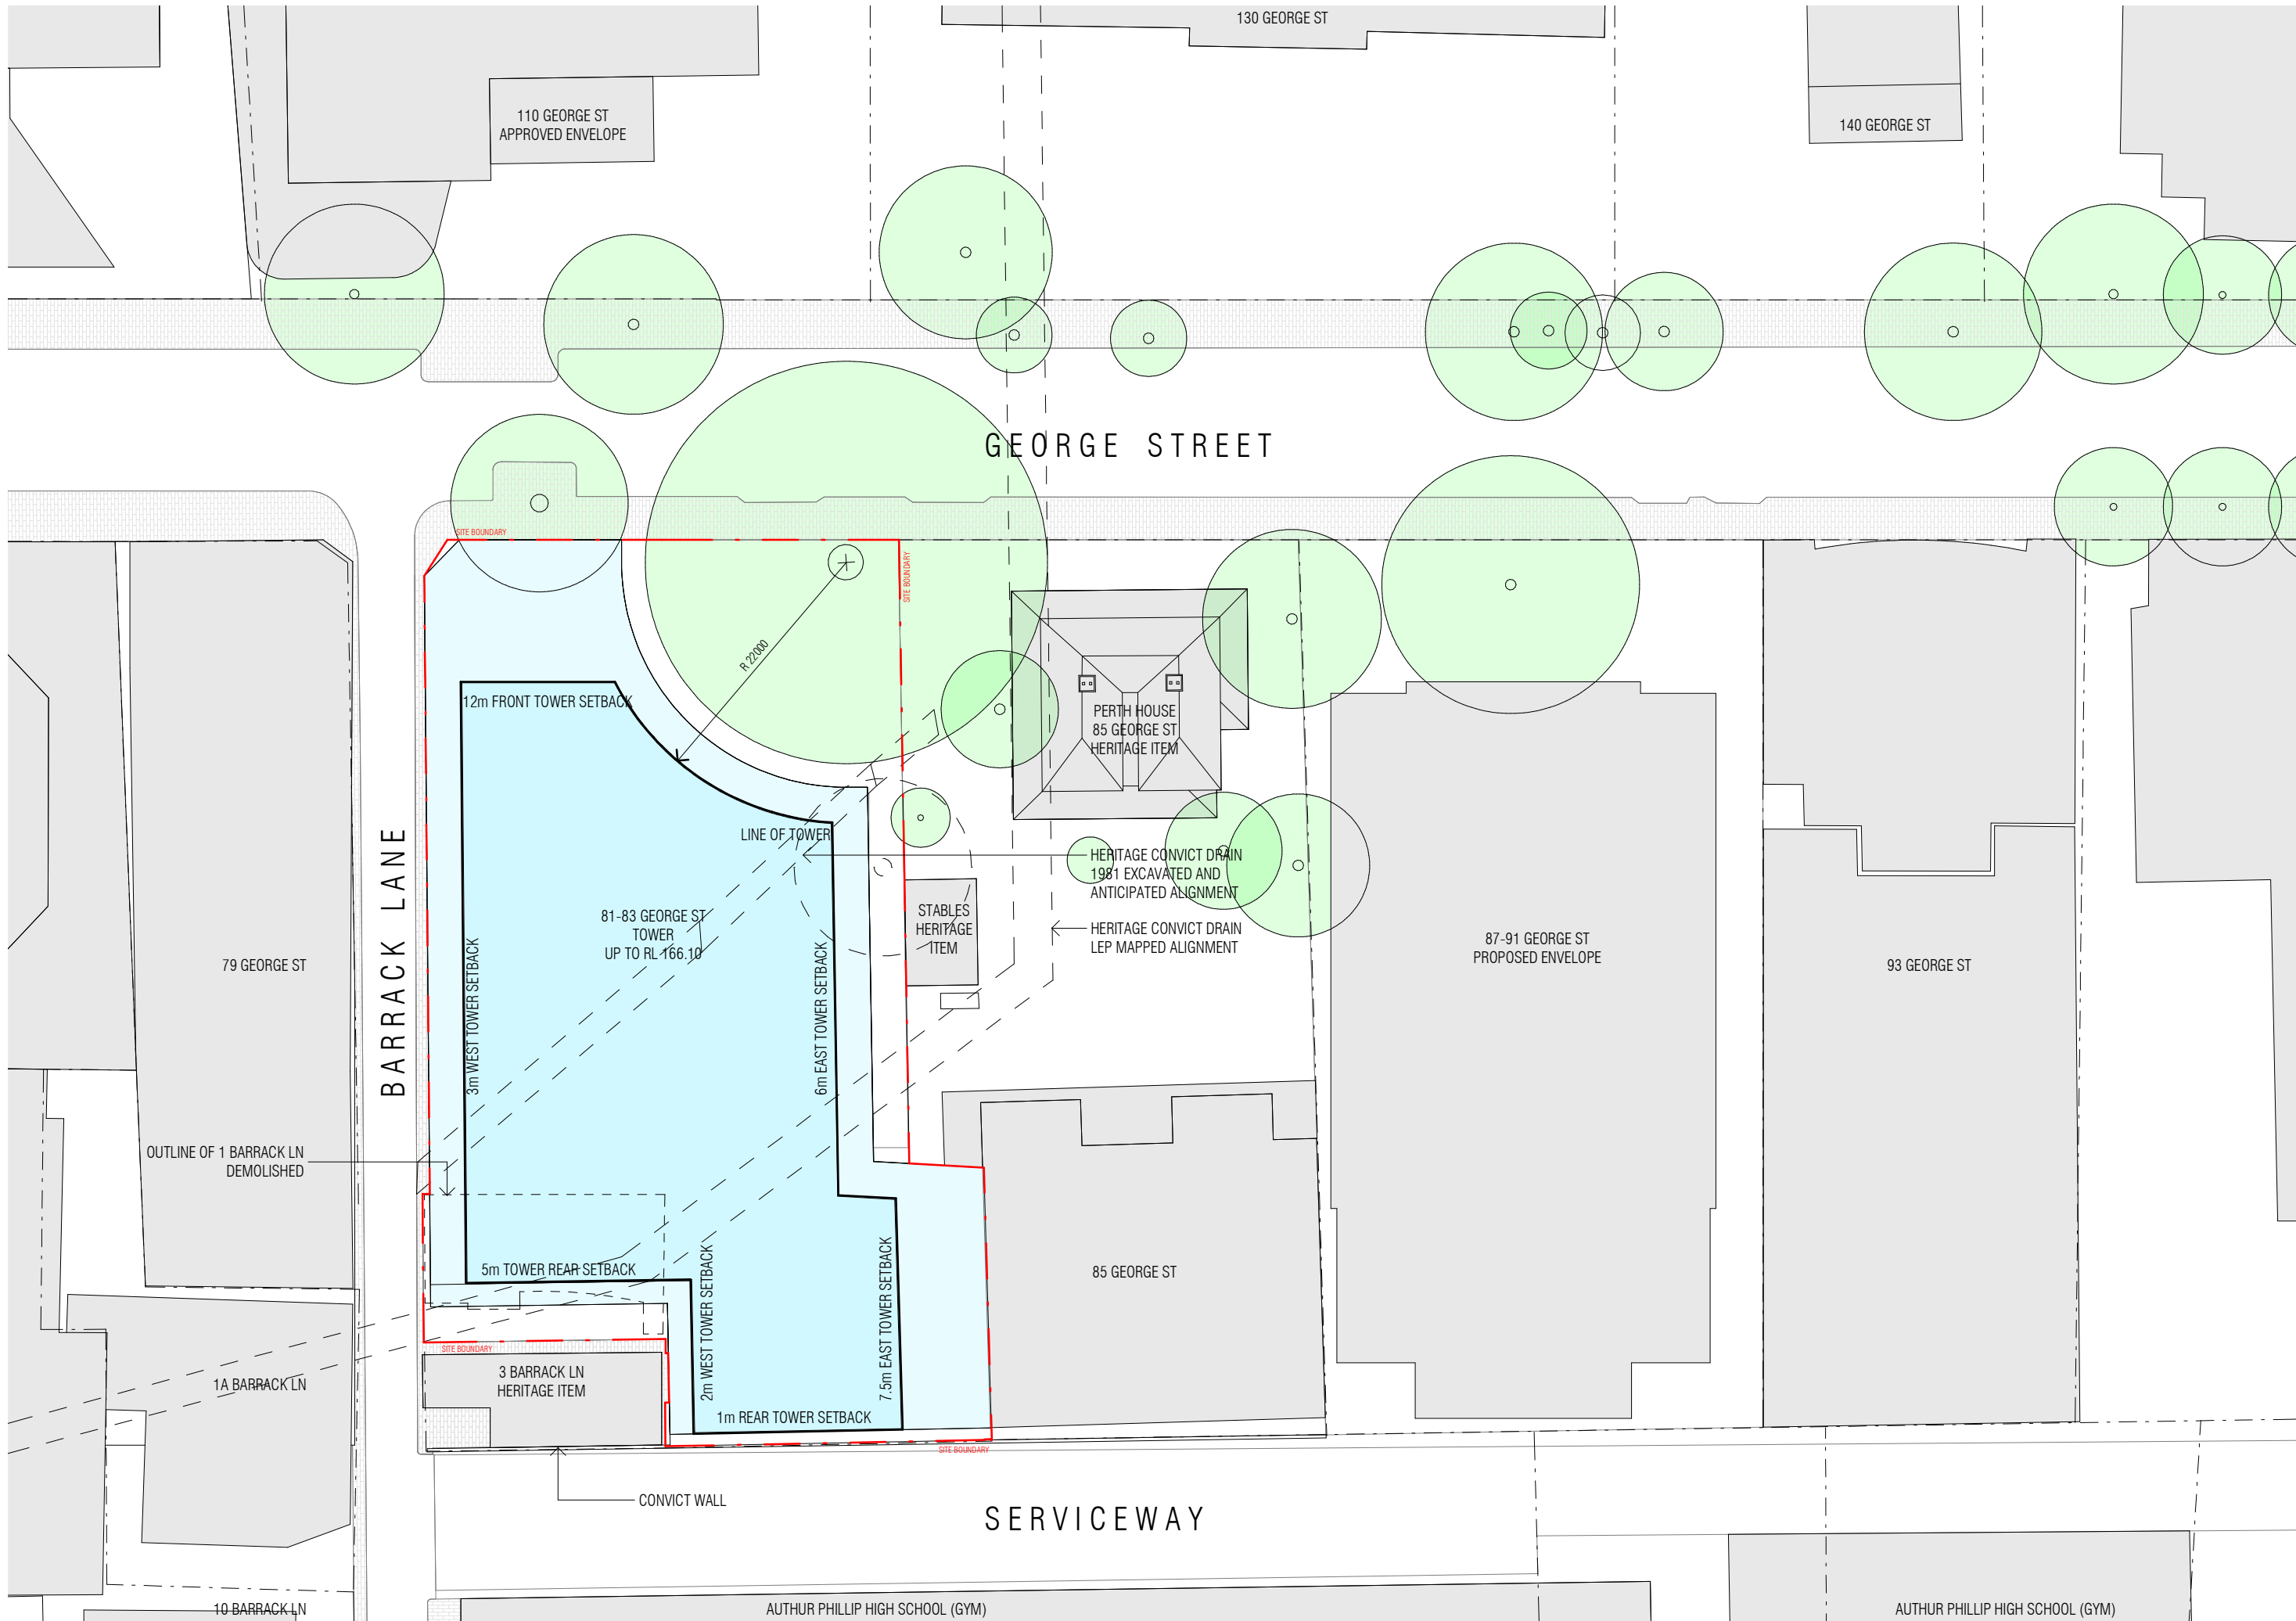 130 GEORGE ST
110 GEORGE ST
APPROVED ENVELOPE
140 GEORGE ST
GEORGE STREET
SITE BOUNDARY
SITE BOUNDARY
R 22000
12m FRONT TOWER SETBACK
PERTH HOUSE
85 GEORGE ST
HERITAGE ITEM
LINE OF TOWER
HERITAGE CONVICT DRAIN
1981 EXCAVATED AND
ANTICIPATED ALIGNMENT
BARRACK LANE
81-83 GEORGE ST
TOWER
UP TO RL 166.10
STABLES
HERITAGE
ITEM
HERITAGE CONVICT DRAIN
LEP MAPPED ALIGNMENT
79 GEORGE ST
87-91 GEORGE ST
PROPOSED ENVELOPE
93 GEORGE ST
3m WEST TOWER SETBACK
6m EAST TOWER SETBACK
OUTLINE OF 1 BARRACK LN
DEMOLISHED
5m TOWER REAR SETBACK
85 GEORGE ST
2m WEST TOWER SETBACK
7.5m EAST TOWER SETBACK
SITE BOUNDARY
1A BARRACK LN
3 BARRACK LN
HERITAGE ITEM
1m REAR TOWER SETBACK
SITE BOUNDARY
CONVICT WALL
SERVICEWAY
10 BARRACK LN
AUTHUR PHILLIP HIGH SCHOOL (GYM)
AUTHUR PHILLIP HIGH SCHOOL (GYM)